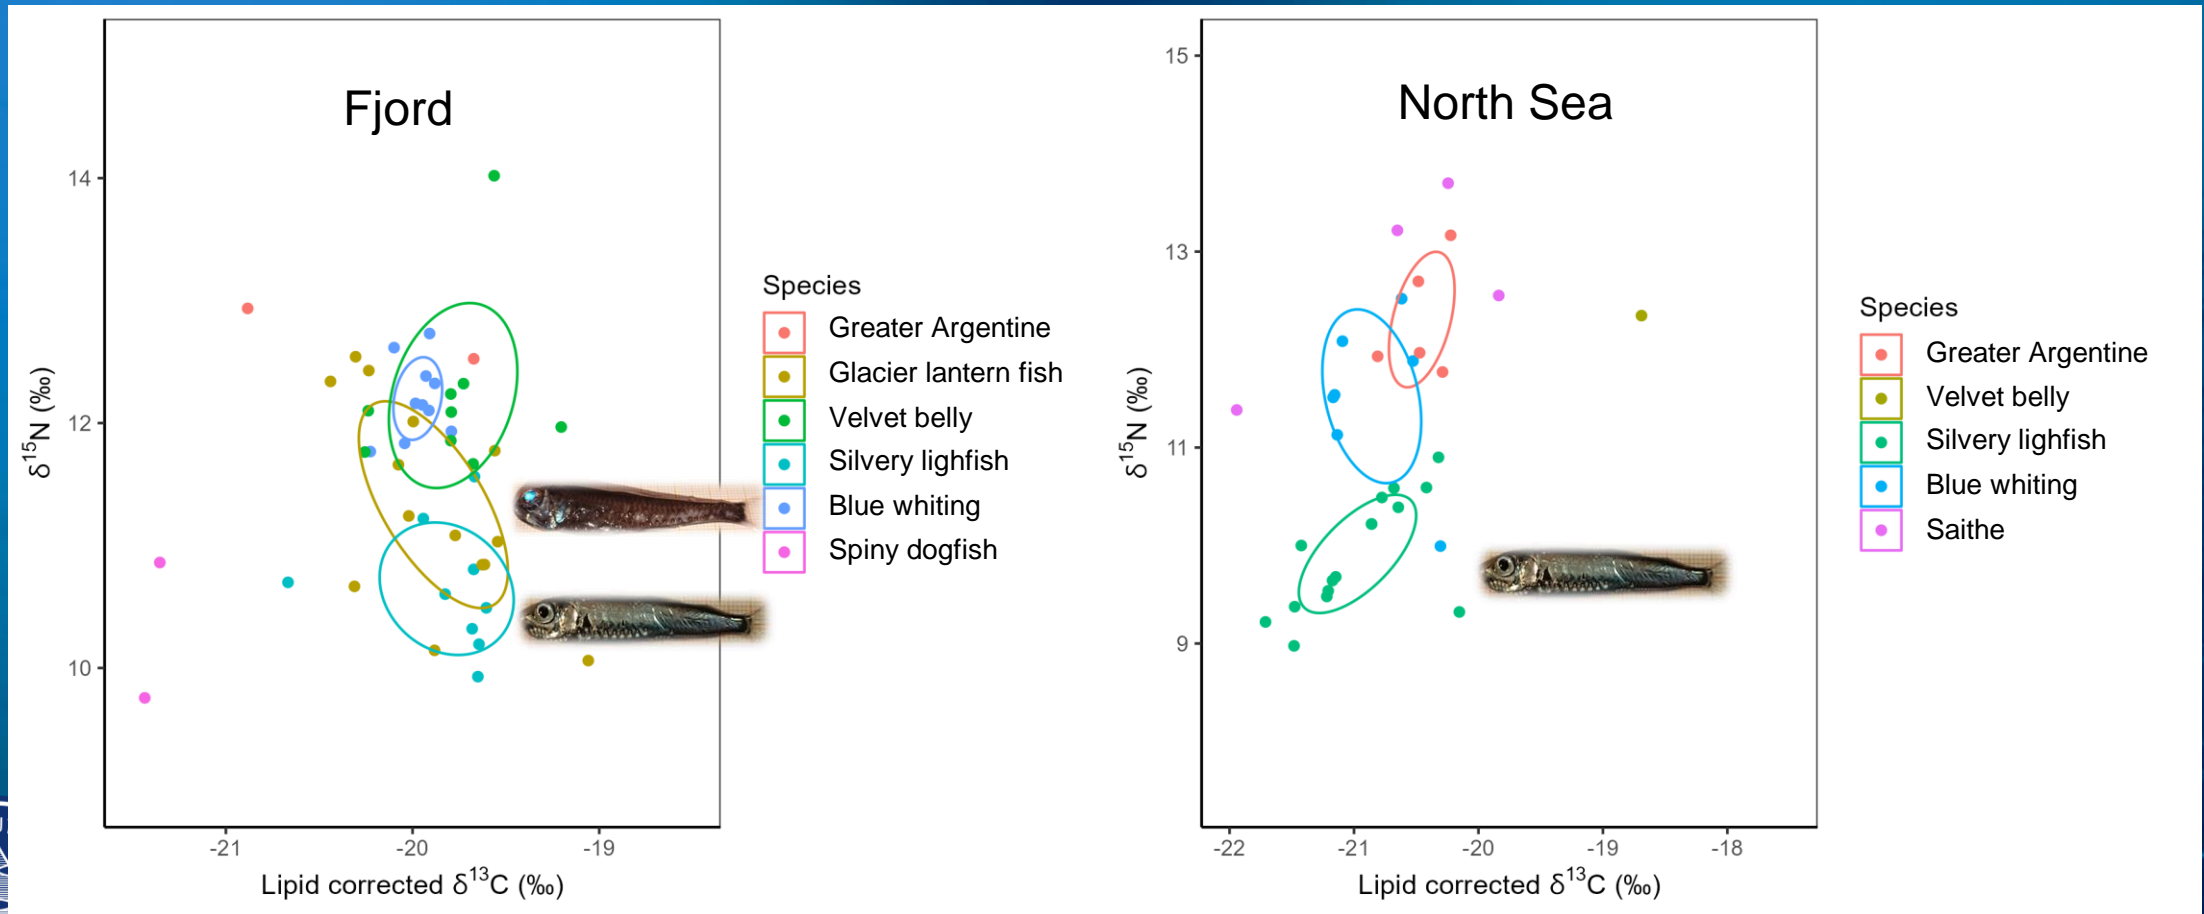 Fjord
14
12
10
δ15N (‰)
-21
-20
-19
Lipid corrected δ13C (‰)
Species
Greater Argentine
Glacier lantern fish
Velvet belly
Silvery lighfish
Blue whiting
Spiny dogfish
North Sea
15
13
11
9
δ15N (‰)
-22
-21
-20
-19
-18
Lipid corrected δ13C (‰)
Species
Greater Argentine
Velvet belly
Silvery lighfish
Blue whiting
Saithe